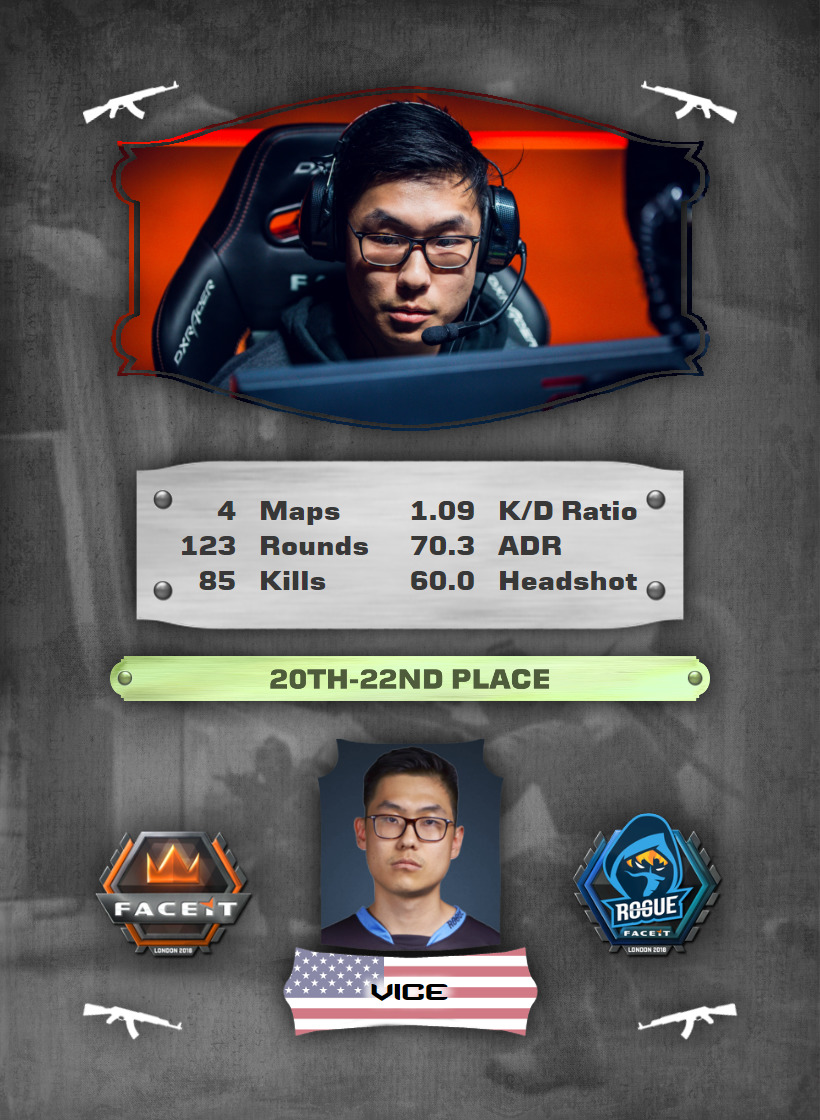 DXRACER
4 Maps 1.09 K/D Ratio
123 Rounds 70.3 ADR
85 Kills 60.0 Headshot
20TH-22ND PLACE
FACEIT
LONDON 2018
ROGUE
FACEIT
LONDON 2018
VICE